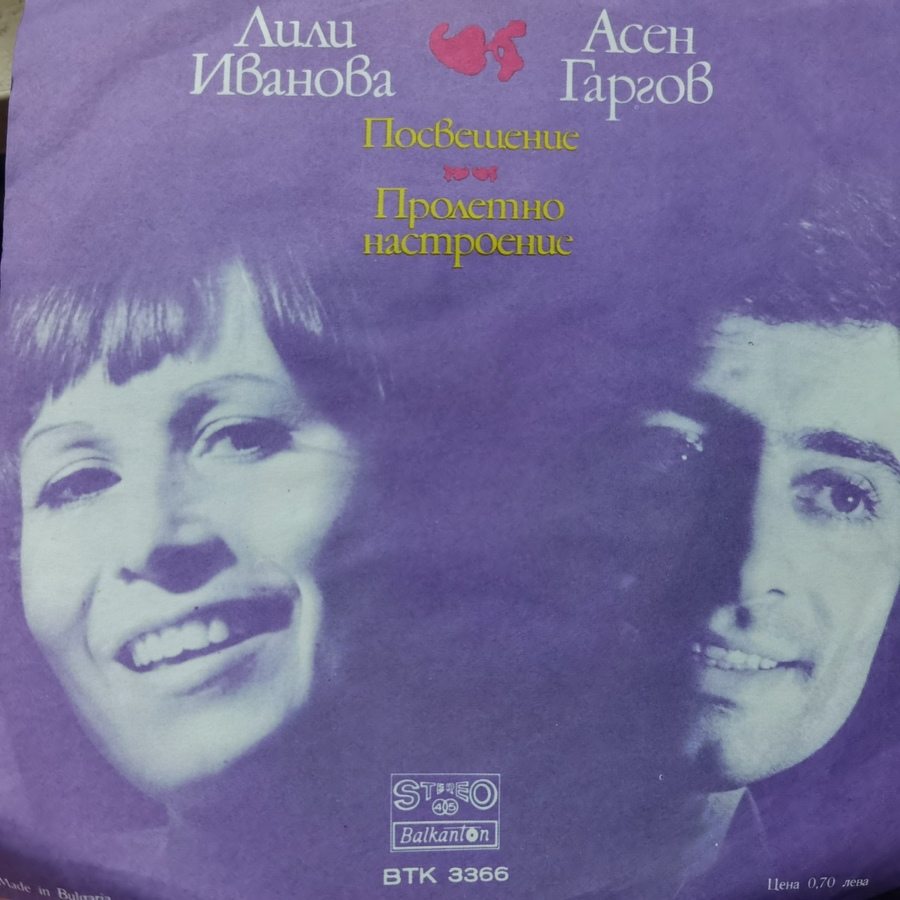 Лили
Иванова
Асен
Гаргов
Посвещение
Пролетно
настроение
STEREO
45
Balkanton
ВТК 3366
Made in Bulgaria
Цена 0,70 лева